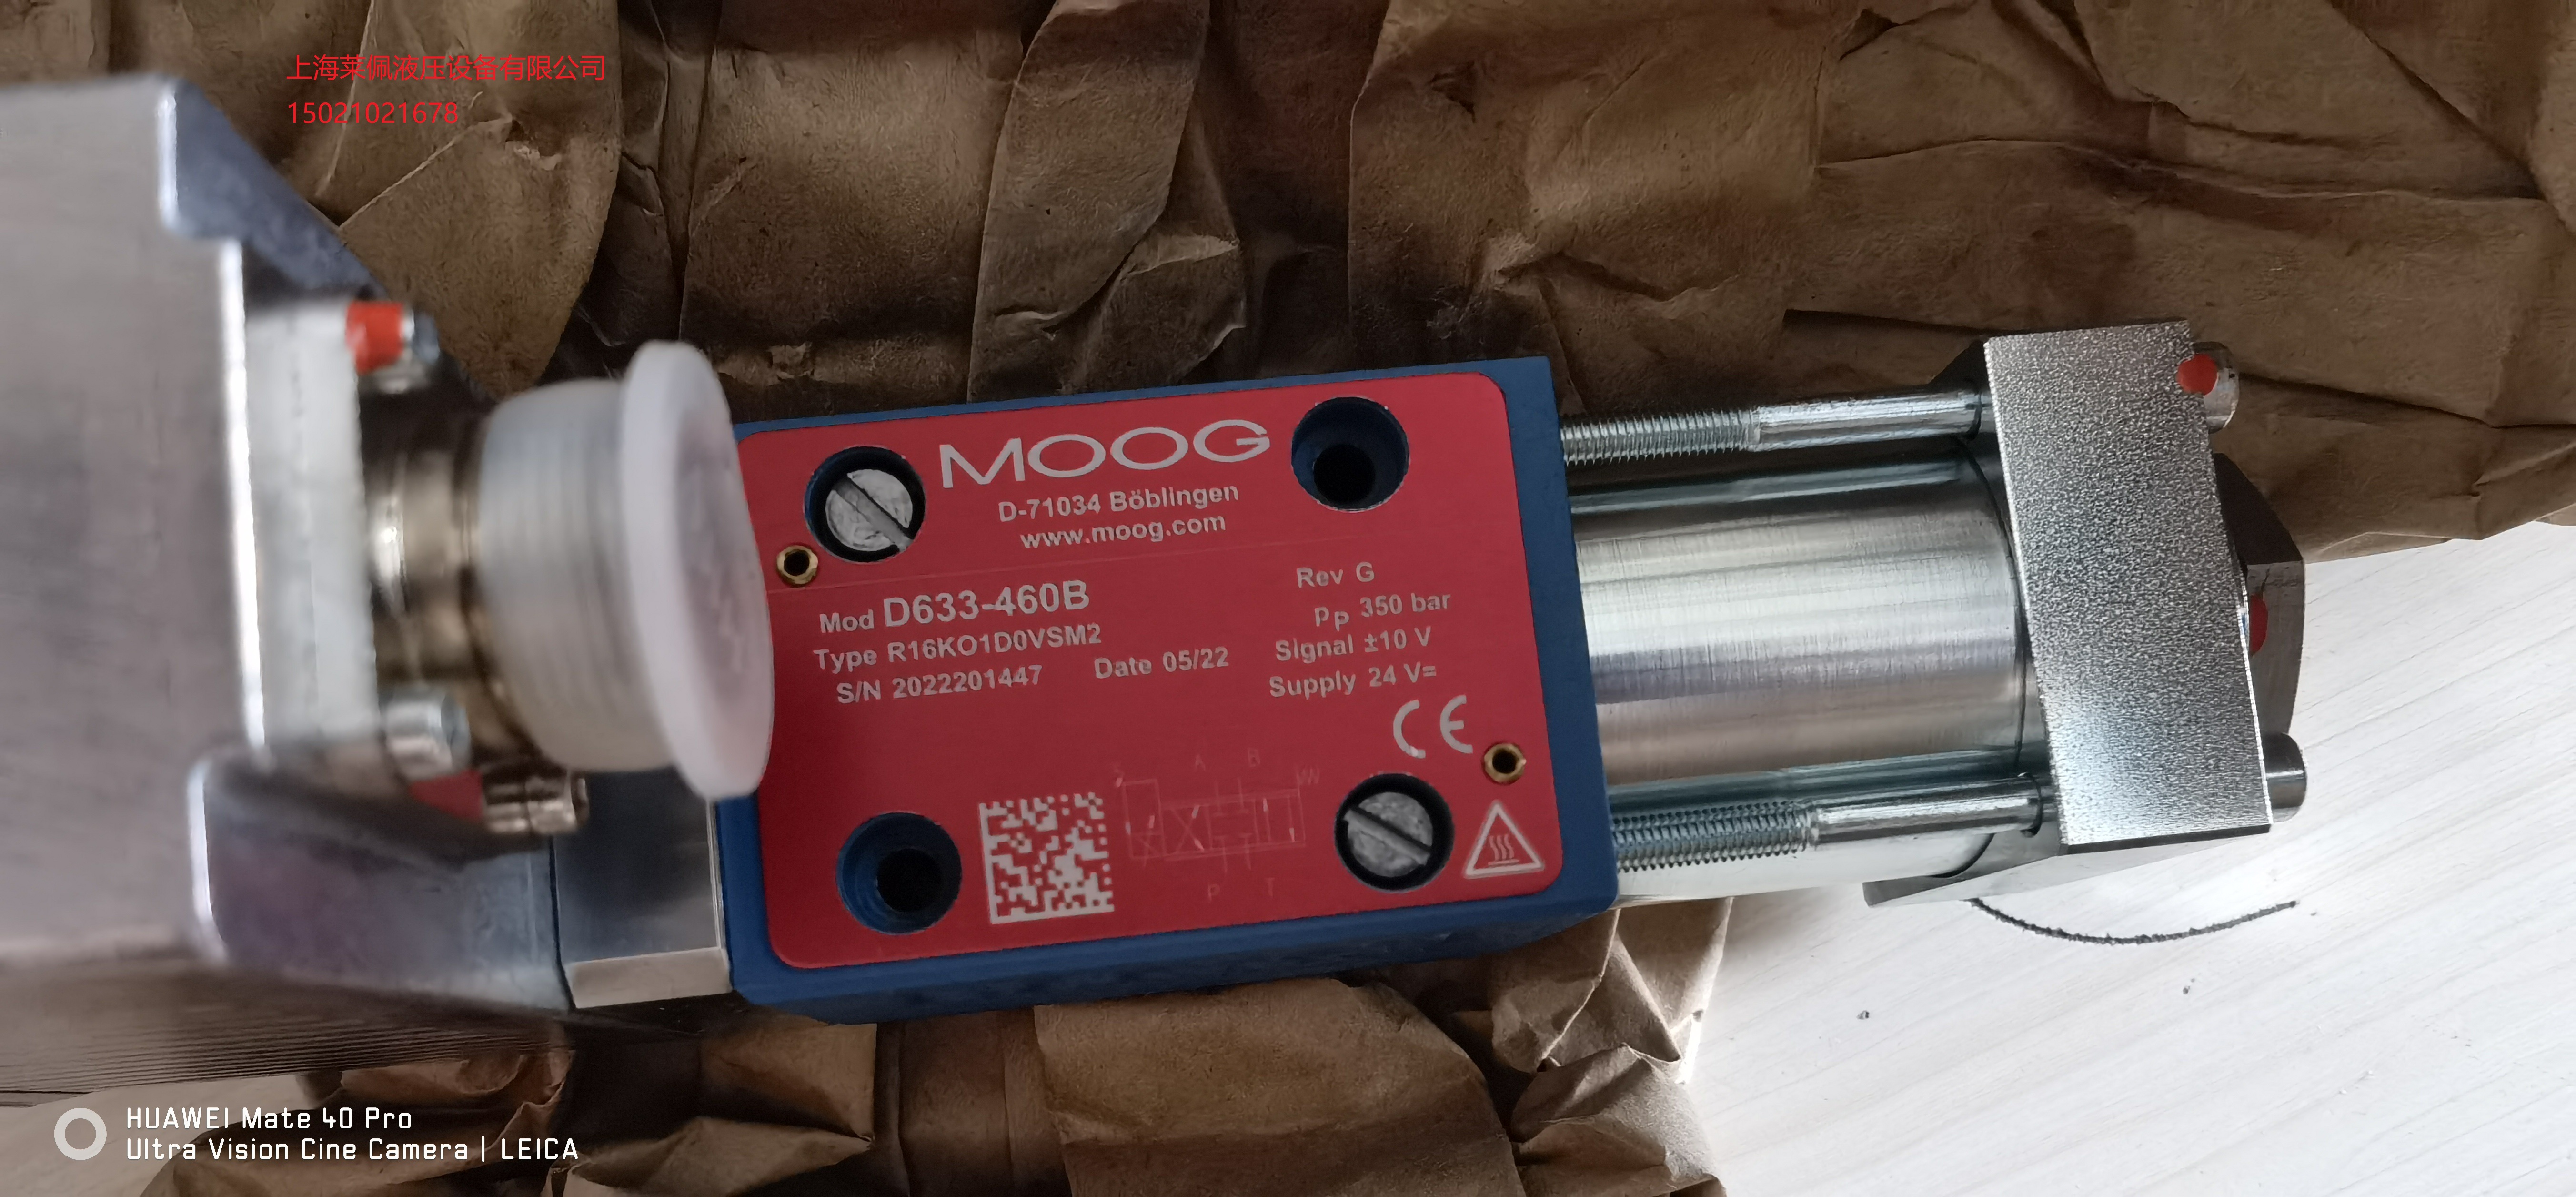 上海莱佩液压设备有限公司
15021021678
MOOG
D-71034 Böblingen
www.moog.com
Mod D633-460B
Type R16KO1D0VSM2
S/N 2022201447 Date 05/22
Rev G
pp 350 bar
Signal ±10 V
Supply 24 V=
CE
A B
P T
HUAWEI Mate 40 Pro
Ultra Vision Cine Camera | LEICA